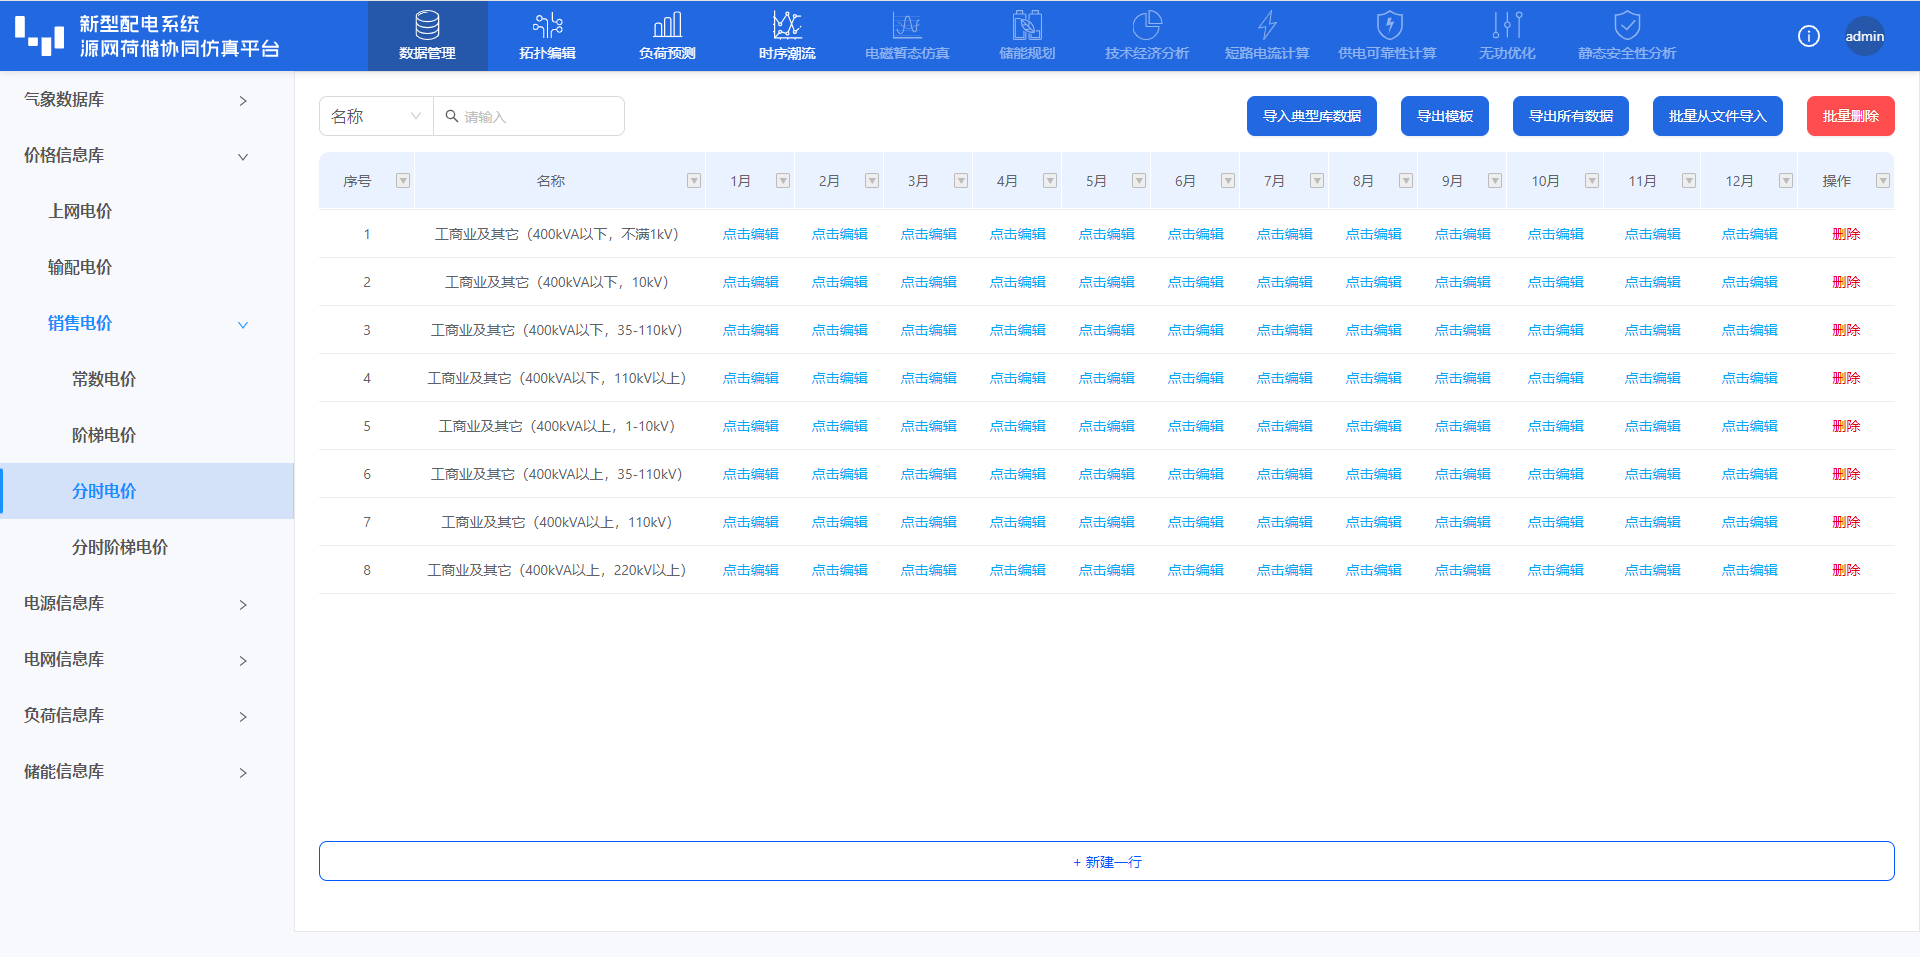 新型配电系统
源网荷储协同仿真平台
数据管理 拓扑编辑 负荷预测 时序潮流 电磁暂态仿真 储能规划 技术经济分析 短路电流计算 供电可靠性计算 无功优化 静态安全性分析
admin
气象数据库
价格信息库
上网电价
输配电价
销售电价
常数电价
阶梯电价
分时电价
分时阶梯电价
电源信息库
电网信息库
负荷信息库
储能信息库
名称 请输入 导入典型库数据 导出模板 导出所有数据 批量从文件导入 批量删除
序号 名称 1月 2月 3月 4月 5月 6月 7月 8月 9月 10月 11月 12月 操作
1 工商业及其它（400kVA以下，不满1kV） 点击编辑 点击编辑 点击编辑 点击编辑 点击编辑 点击编辑 点击编辑 点击编辑 点击编辑 点击编辑 点击编辑 点击编辑 删除
2 工商业及其它（400kVA以下，10kV） 点击编辑 点击编辑 点击编辑 点击编辑 点击编辑 点击编辑 点击编辑 点击编辑 点击编辑 点击编辑 点击编辑 点击编辑 删除
3 工商业及其它（400kVA以下，35-110kV） 点击编辑 点击编辑 点击编辑 点击编辑 点击编辑 点击编辑 点击编辑 点击编辑 点击编辑 点击编辑 点击编辑 点击编辑 删除
4 工商业及其它（400kVA以下，110kV以上） 点击编辑 点击编辑 点击编辑 点击编辑 点击编辑 点击编辑 点击编辑 点击编辑 点击编辑 点击编辑 点击编辑 点击编辑 删除
5 工商业及其它（400kVA以上，1-10kV） 点击编辑 点击编辑 点击编辑 点击编辑 点击编辑 点击编辑 点击编辑 点击编辑 点击编辑 点击编辑 点击编辑 点击编辑 删除
6 工商业及其它（400kVA以上，35-110kV） 点击编辑 点击编辑 点击编辑 点击编辑 点击编辑 点击编辑 点击编辑 点击编辑 点击编辑 点击编辑 点击编辑 点击编辑 删除
7 工商业及其它（400kVA以上，110kV） 点击编辑 点击编辑 点击编辑 点击编辑 点击编辑 点击编辑 点击编辑 点击编辑 点击编辑 点击编辑 点击编辑 点击编辑 删除
8 工商业及其它（400kVA以上，220kV以上） 点击编辑 点击编辑 点击编辑 点击编辑 点击编辑 点击编辑 点击编辑 点击编辑 点击编辑 点击编辑 点击编辑 点击编辑 删除
+ 新建一行